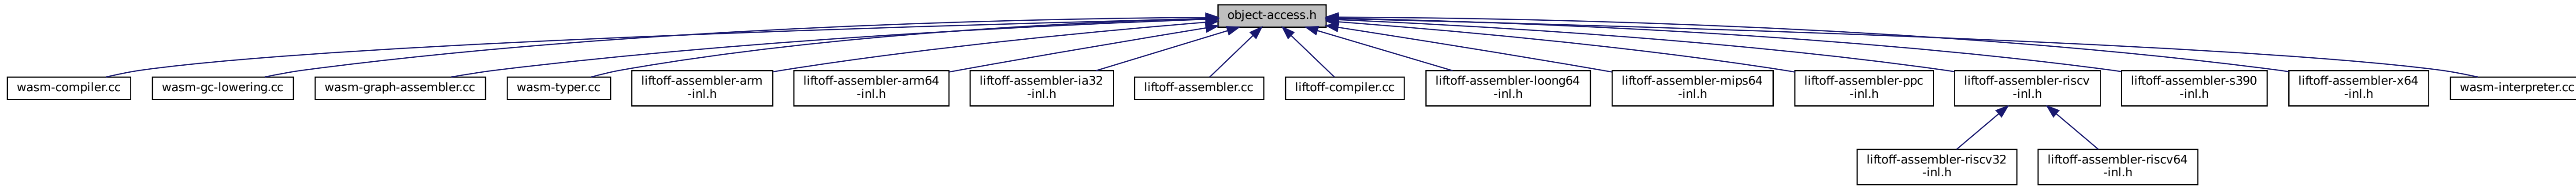 object-access.h
wasm-compiler.cc
wasm-gc-lowering.cc
wasm-graph-assembler.cc
wasm-typer.cc
liftoff-assembler-arm
-inl.h
liftoff-assembler-arm64
-inl.h
liftoff-assembler-ia32
-inl.h
liftoff-assembler.cc
liftoff-compiler.cc
liftoff-assembler-loong64
-inl.h
liftoff-assembler-mips64
-inl.h
liftoff-assembler-ppc
-inl.h
liftoff-assembler-riscv
-inl.h
liftoff-assembler-s390
-inl.h
liftoff-assembler-x64
-inl.h
wasm-interpreter.cc
liftoff-assembler-riscv32
-inl.h
liftoff-assembler-riscv64
-inl.h